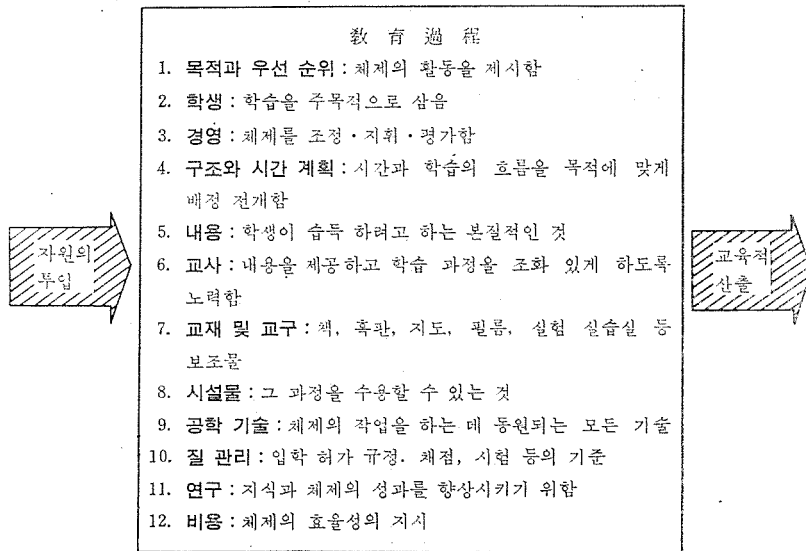 敎育過程
1. 목적과 우선 순위 : 체제의 활동을 제시함
2. 학생 : 학습을 주목적으로 삼음
3. 경영 : 체제를 조정·지휘·평가함
4. 구조와 시간 계획 : 시간과 학습의 흐름을 목적에 맞게
배정 전개함
5. 내용 : 학생이 습득 하려고 하는 본질적인 것
6. 교사 : 내용을 제공하고 학습 과정을 조화 있게 하도록
노력함
7. 교재 및 교구 : 책, 흑판, 지도, 필름, 실험 실습실 등
보조물
8. 시설물 : 그 과정을 수용할 수 있는 것
9. 공학 기술 : 체제의 작업을 하는 데 동원되는 모든 기술
10. 질 관리 : 입학 허가 규정. 채점, 시험 등의 기준
11. 연구 : 지식과 체제의 성과를 향상시키기 위함
12. 비용 : 체제의 효율성의 지시
자원의
투입
교육적
산출